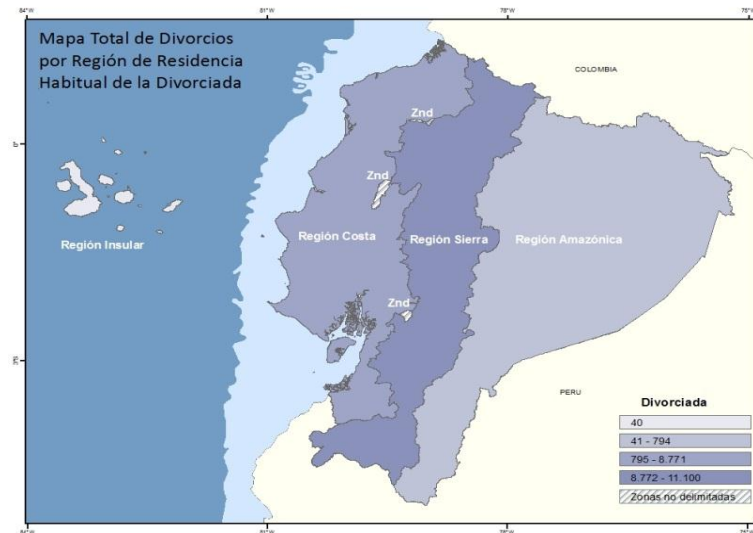 84°W
81°W
78°W
75°W
Mapa Total de Divorcios
por Región de Residencia
Habitual de la Divorciada
COLOMBIA
Znd
0°
Znd
Región Insular
Región Costa
Región Sierra
Región Amazónica
Znd
3°S
PERU
Divorciada
40
41 - 794
795 - 8.771
8.772 - 11.100
Zonas no delimitadas
84°W
81°W
78°W
75°W